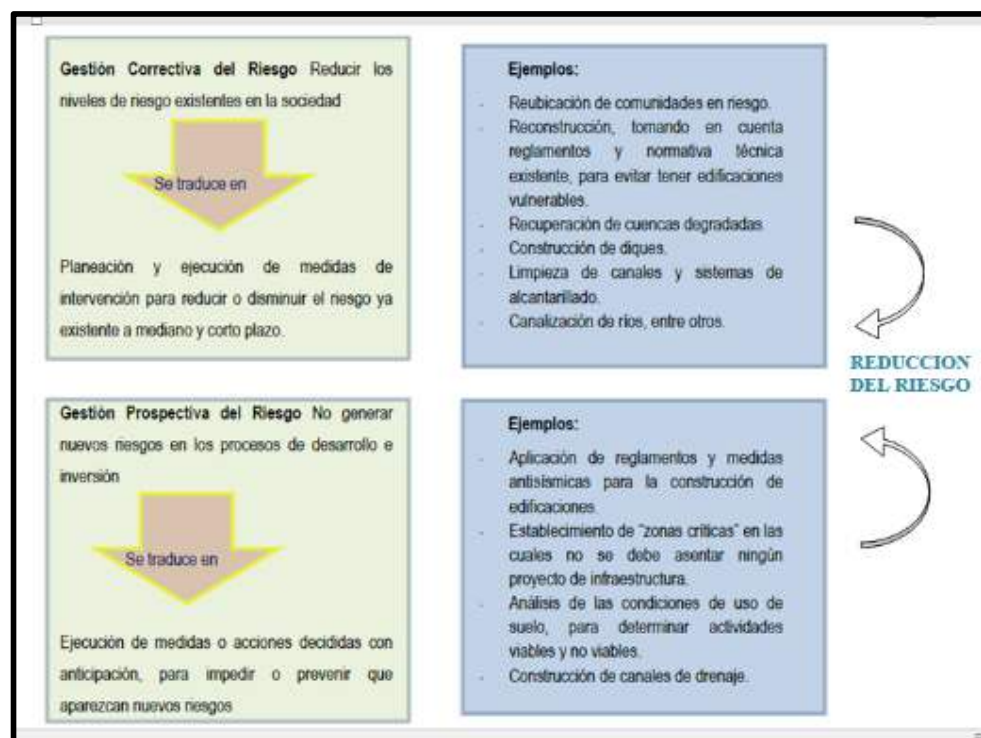 Gestión Correctiva del Riesgo Reducir los
niveles de riesgo existentes en la sociedad
Se traduce en
Planeación y ejecución de medidas de
intervención para reducir o disminuir el riesgo ya
existente a mediano y corto plazo.
Ejemplos:
- Reubicación de comunidades en riesgo.
- Reconstrucción, tomando en cuenta
reglamentos y normativa técnica
existente, para evitar tener edificaciones
vulnerables.
- Recuperación de cuencas degradadas.
- Construcción de diques.
- Limpieza de canales y sistemas de
alcantarillado.
- Canalización de ríos, entre otros.
REDUCCION
DEL RIESGO
Gestión Prospectiva del Riesgo No generar
nuevos riesgos en los procesos de desarrollo e
inversión
Se traduce en
Ejecución de medidas o acciones decididas con
anticipación, para impedir o prevenir que
aparezcan nuevos riesgos
Ejemplos:
- Aplicación de reglamentos y medidas
antisísmicas para la construcción de
edificaciones.
- Establecimiento de "zonas críticas" en las
cuales no se debe asentar ningún
proyecto de infraestructura.
- Análisis de las condiciones de uso de
suelo, para determinar actividades
viables y no viables.
- Construcción de canales de drenaje.